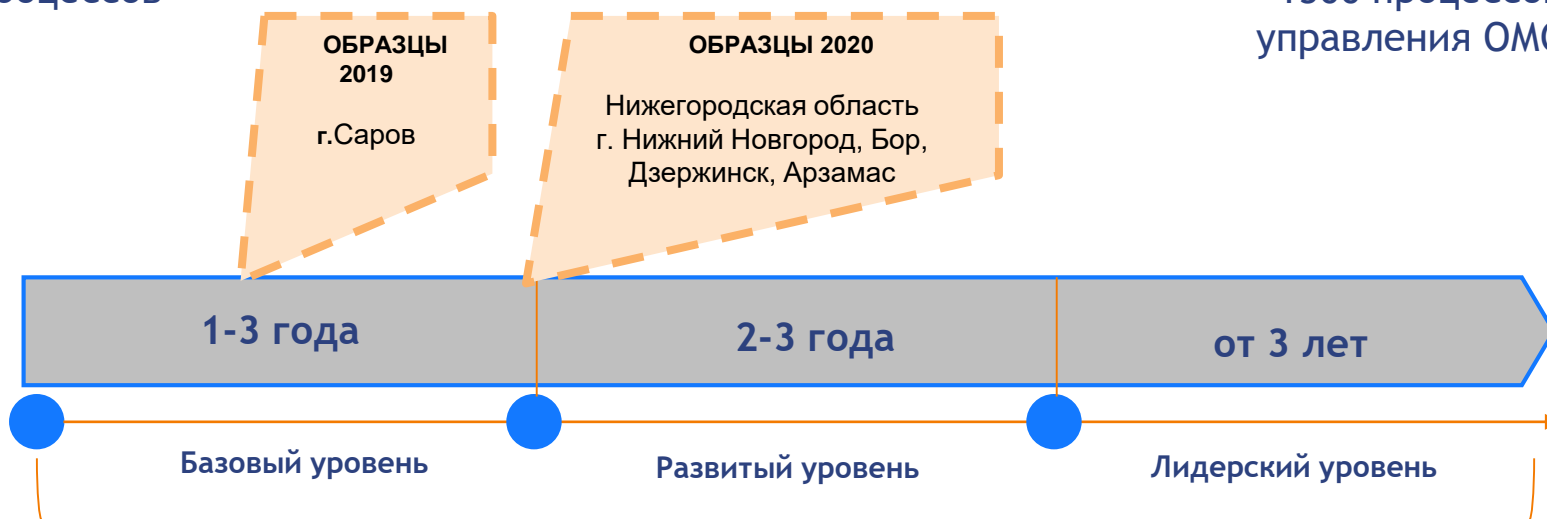 управления
ОБРАЗЦЫ
2019
г.Саров
ОБРАЗЦЫ 2020
Нижегородская область
г. Нижний Новгород, Бор,
Дзержинск, Арзамас
1-3 года
2-3 года
от 3 лет
Базовый уровень
Развитый уровень
Лидерский уровень